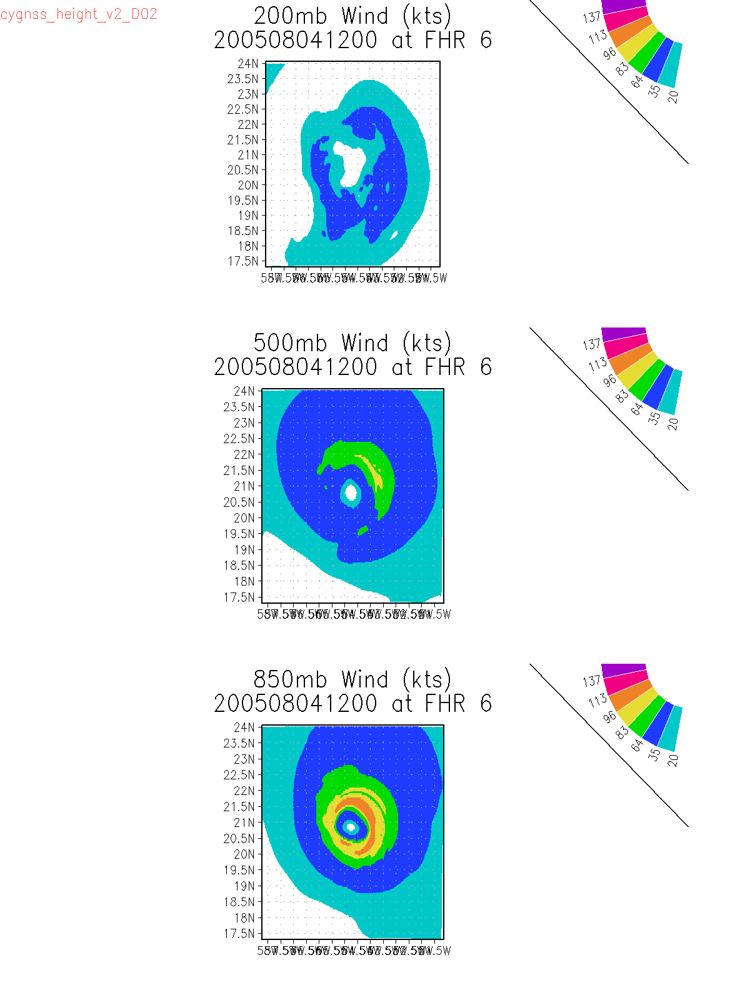 cygnss_height_v2_D02
200mb Wind (kts)
200508041200 at FHR 6
24N
23.5N
23N
22.5N
22N
21.5N
21N
20.5N
20N
19.5N
19N
18.5N
18N
17.5N
137
113
96
83
64
35
20
500mb Wind (kts)
200508041200 at FHR 6
24N
23.5N
23N
22.5N
22N
21.5N
21N
20.5N
20N
19.5N
19N
18.5N
18N
17.5N
137
113
96
83
64
35
20
850mb Wind (kts)
200508041200 at FHR 6
24N
23.5N
23N
22.5N
22N
21.5N
21N
20.5N
20N
19.5N
19N
18.5N
18N
17.5N
137
113
96
83
64
35
20